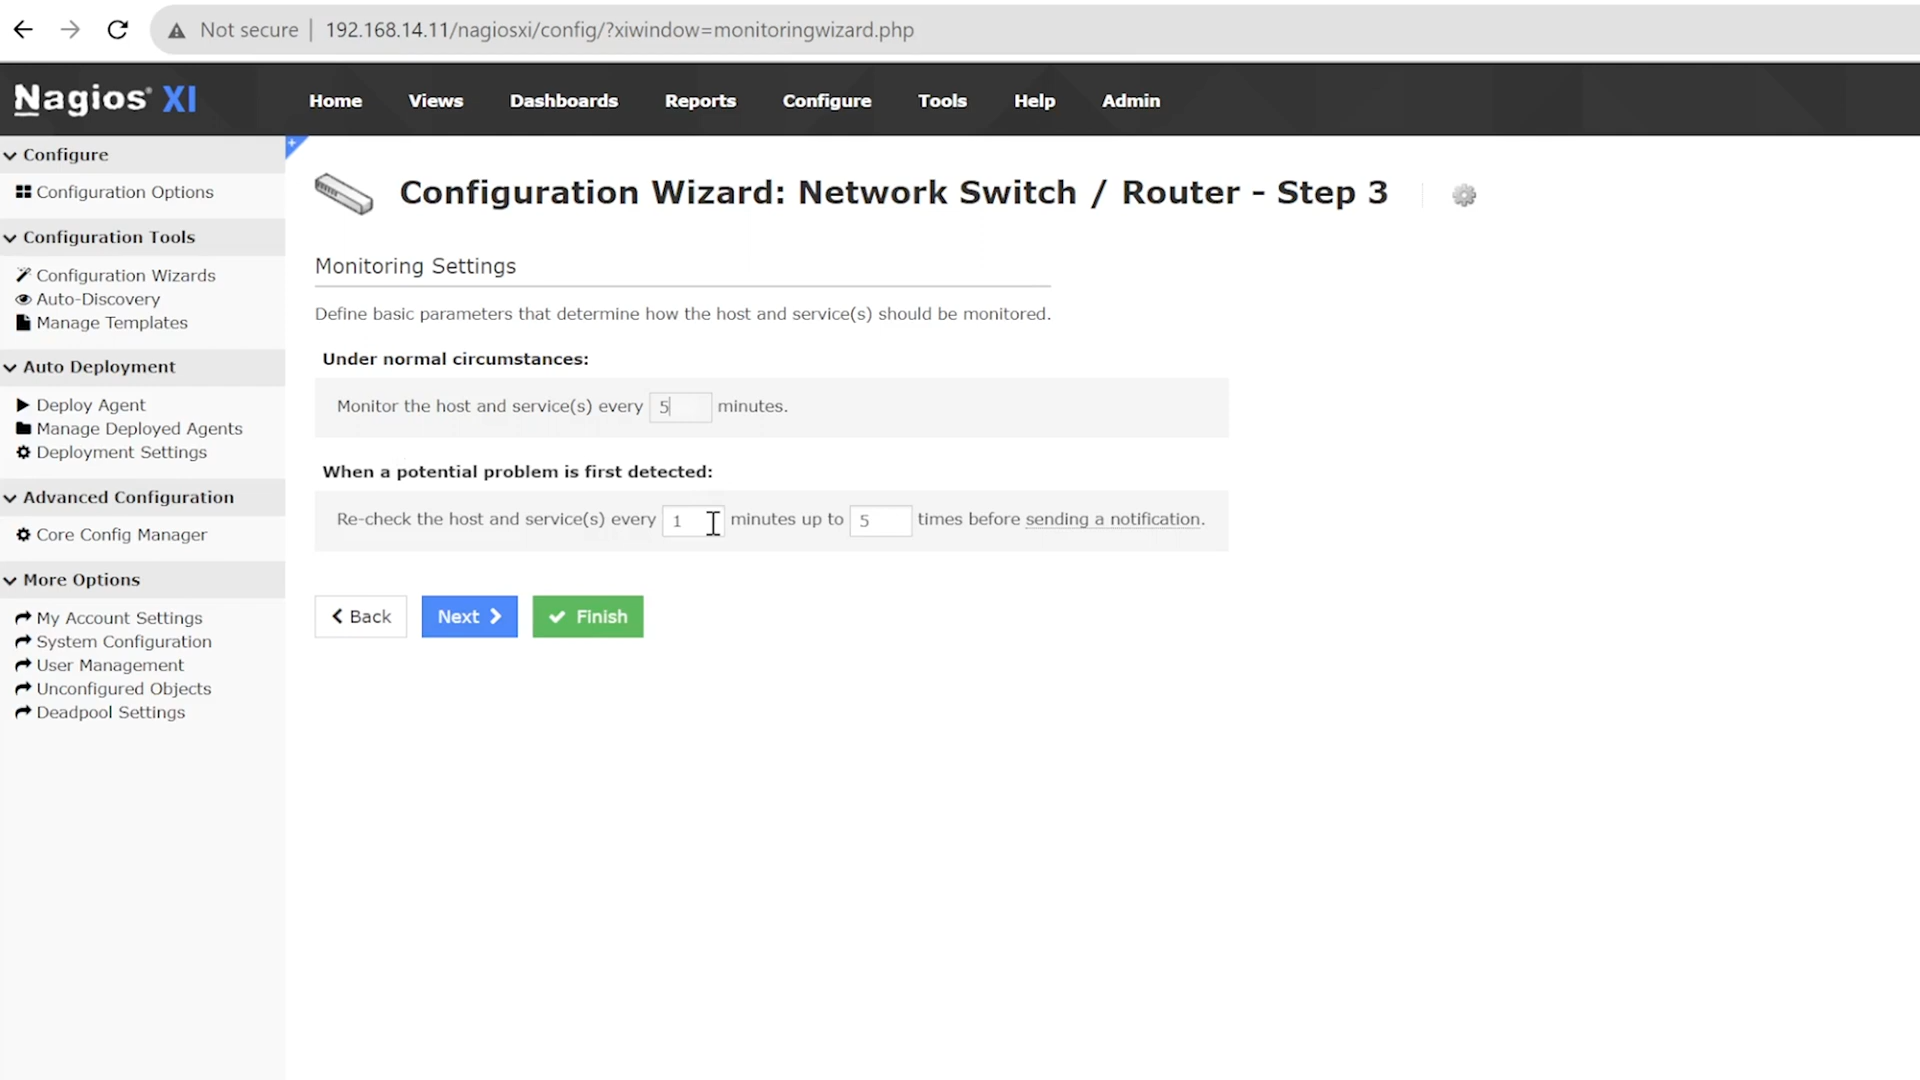 Not secure | 192.168.14.11/nagiosxi/config/?xiwindow=monitoringwizard.php
Nagios® XI
Home Views Dashboards Reports Configure Tools Help Admin
Configure
Configuration Options
Configuration Tools
Configuration Wizards
Auto-Discovery
Manage Templates
Auto Deployment
Deploy Agent
Manage Deployed Agents
Deployment Settings
Advanced Configuration
Core Config Manager
More Options
My Account Settings
System Configuration
User Management
Unconfigured Objects
Deadpool Settings
Configuration Wizard: Network Switch / Router - Step 3
Monitoring Settings
Define basic parameters that determine how the host and service(s) should be monitored.
Under normal circumstances:
Monitor the host and service(s) every 5 minutes.
When a potential problem is first detected:
Re-check the host and service(s) every 1 minutes up to 5 times before sending a notification.
Back Next Finish